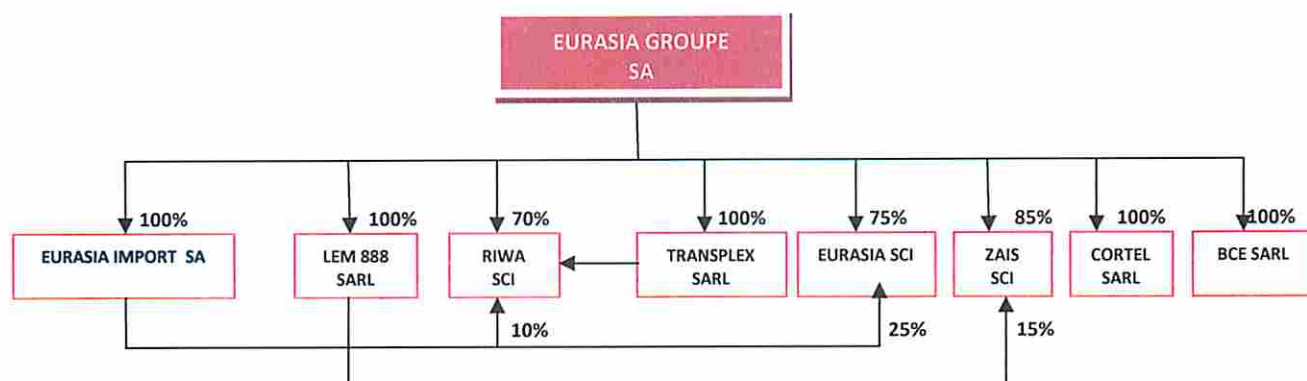 EURASIA GROUPE
SA
100%
100%
70%
100%
75%
85%
100%
100%
EURASIA IMPORT SA
LEM 888
SARL
RIWA
SCI
TRANSPLEX
SARL
EURASIA SCI
ZAIS
SCI
CORTEL
SARL
BCE SARL
10%
25%
15%